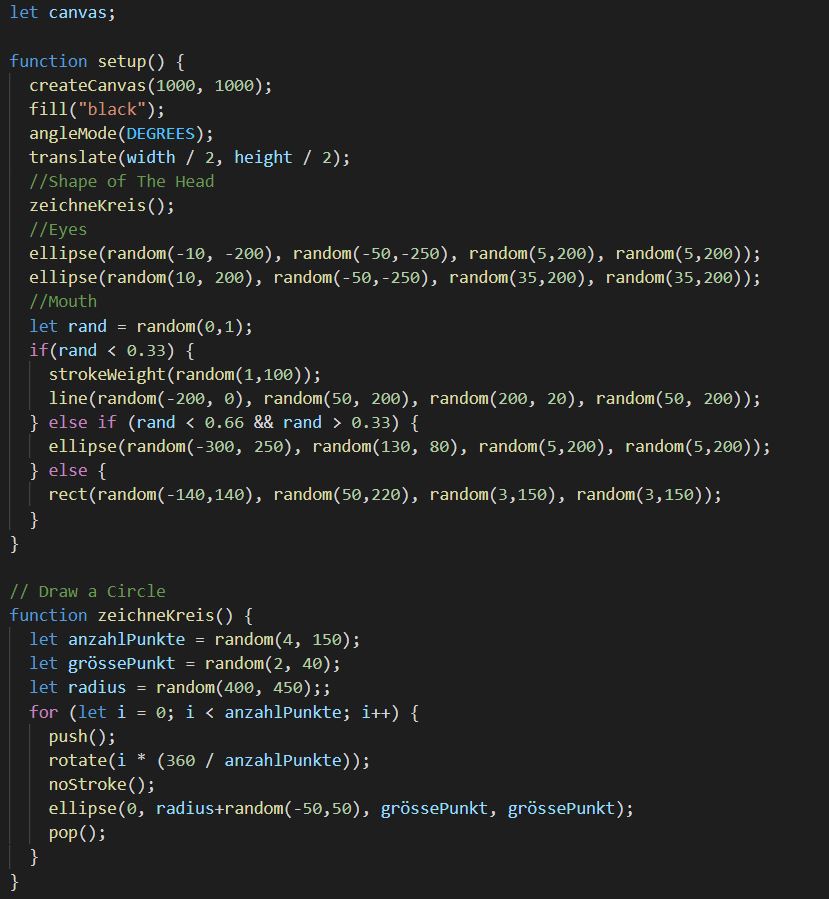 let canvas;

function setup() {
  createCanvas(1000, 1000);
  fill("black");
  angleMode(DEGREES);
  translate(width / 2, height / 2);
  //Shape of The Head
  zeichneKreis();
  //Eyes
  ellipse(random(-10, -200), random(-50,-250), random(5,200), random(5,200));
  ellipse(random(10, 200), random(-50,-250), random(35,200), random(35,200));
  //Mouth
  let rand = random(0,1);
  if(rand < 0.33) {
    strokeWeight(random(1,100));
    line(random(-200, 0), random(50, 200), random(200, 20), random(50, 200));
  } else if (rand < 0.66 && rand > 0.33) {
    ellipse(random(-300, 250), random(130, 80), random(5,200), random(5,200));
  } else {
    rect(random(-140,140), random(50,220), random(3,150), random(3,150));
  }
}

// Draw a Circle
function zeichneKreis() {
  let anzahlPunkte = random(4, 150);
  let grössePunkt = random(2, 40);
  let radius = random(400, 450);;
  for (let i = 0; i < anzahlPunkte; i++) {
    push();
    rotate(i * (360 / anzahlPunkte));
    noStroke();
    ellipse(0, radius+random(-50,50), grössePunkt, grössePunkt);
    pop();
  }
}